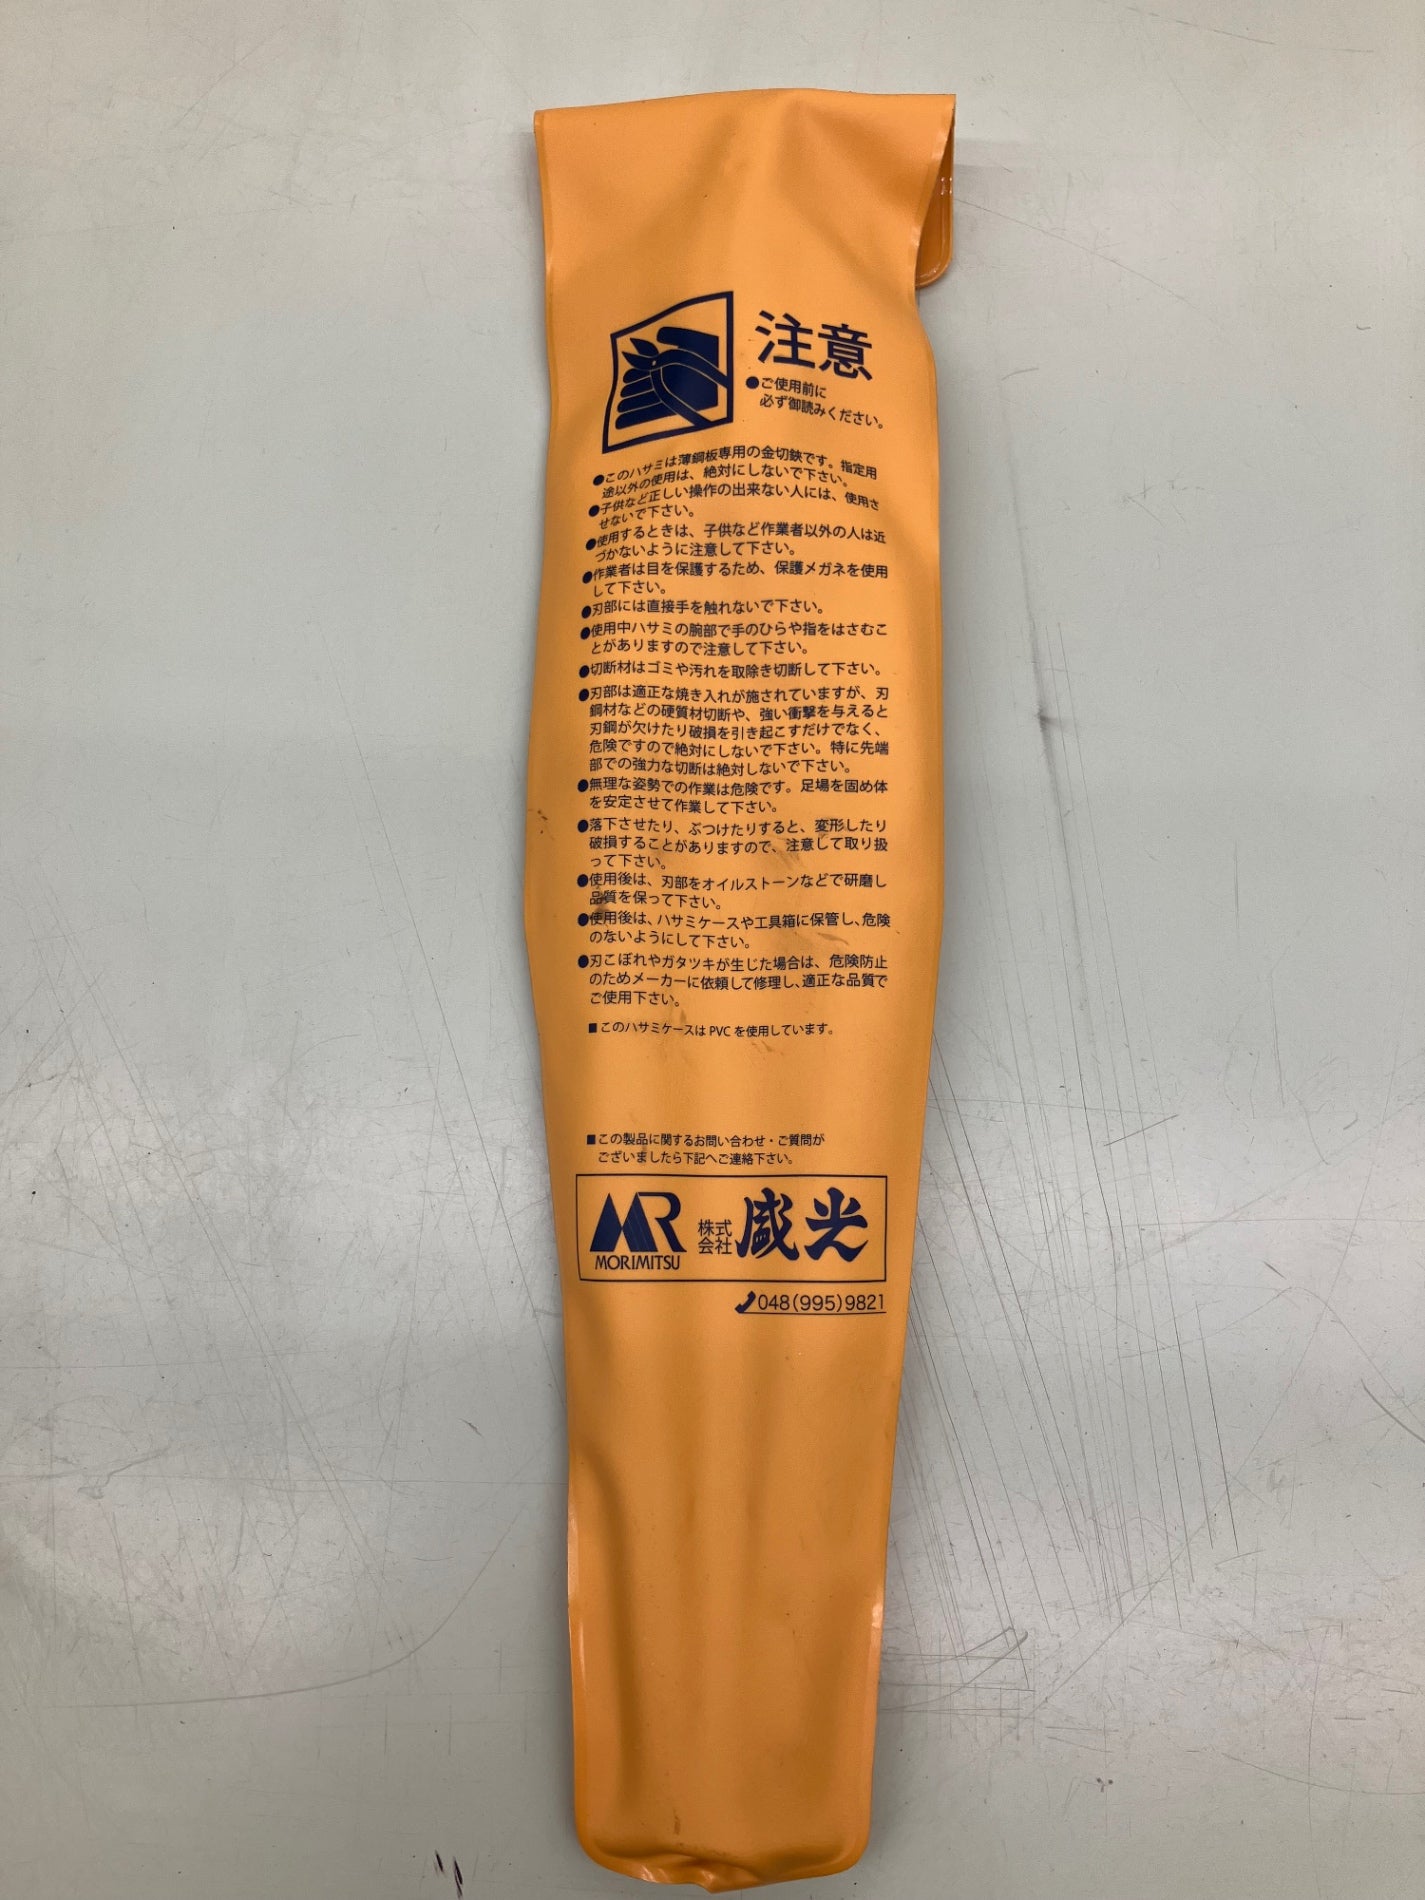 注意
●ご使用前に
必ず御読みください。
●このハサミは薄鋼板専用の金切鋏です。指定用
途以外の使用は、絶対にしないで下さい。
●子供など正しい操作の出来ない人には、使用さ
せないで下さい。
●使用するときは、子供など作業者以外の人は近
づかないように注意して下さい。
●作業者は目を保護するため、保護メガネを使用
して下さい。
●刃部には直接手を触れないで下さい。
●使用中ハサミの腕部で手のひらや指をはさむこ
とがありますので注意して下さい。
●切断材はゴミや汚れを取除き切断して下さい。
●刃部は適正な焼き入れが施されていますが、刃
鋼材などの硬質材切断や、強い衝撃を与えると
刃鋼が欠けたり破損を引き起こすだけでなく、
危険ですので絶対にしないで下さい。特に先端
部での強力な切断は絶対しないで下さい。
●無理な姿勢での作業は危険です。足場を固め体
を安定させて作業して下さい。
●落下させたり、ぶつけたりすると、変形したり
破損することがありますので、注意して取り扱
って下さい。
●使用後は、刃部をオイルストーンなどで研磨し
品質を保って下さい。
●使用後は、ハサミケースや工具箱に保管し、危険
のないようにして下さい。
●刃こぼれやガタツキが生じた場合は、危険防止
のためメーカーに依頼して修理し、適正な品質で
ご使用下さい。
■このハサミケースは PVC を使用しています。
■この製品に関するお問い合わせ・ご質問が
ございましたら下記へご連絡下さい。
MR
MORIMITSU
株式
会社
盛光
048(995)9821